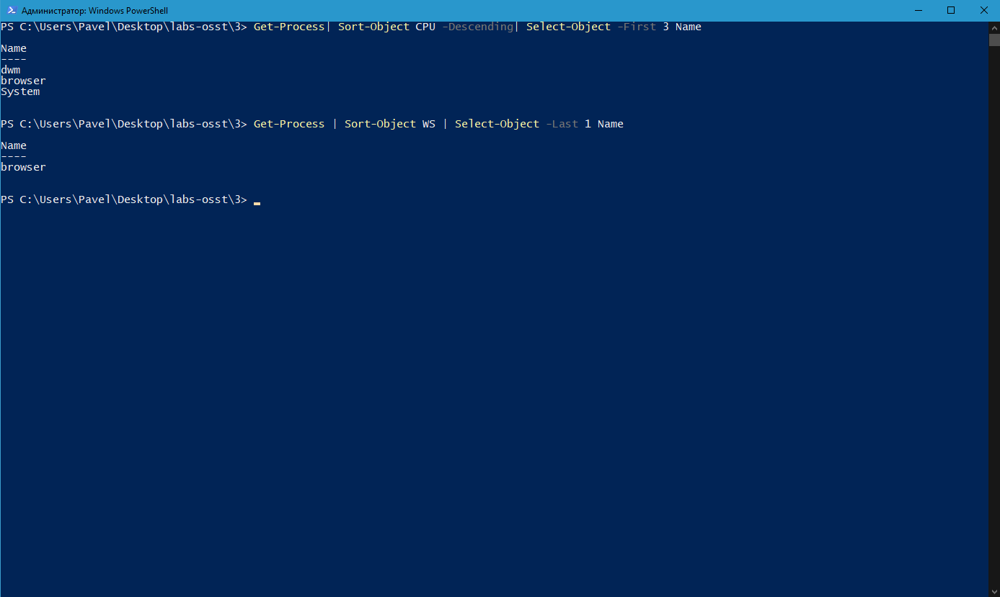 Администратор: Windows PowerShell
PS C:\Users\Pavel\Desktop\labs-osst\3> Get-Process| Sort-Object CPU -Descending| Select-Object -First 3 Name
Name
----
dwm
browser
System
PS C:\Users\Pavel\Desktop\labs-osst\3> Get-Process | Sort-Object WS | Select-Object -Last 1 Name
Name
----
browser
PS C:\Users\Pavel\Desktop\labs-osst\3>